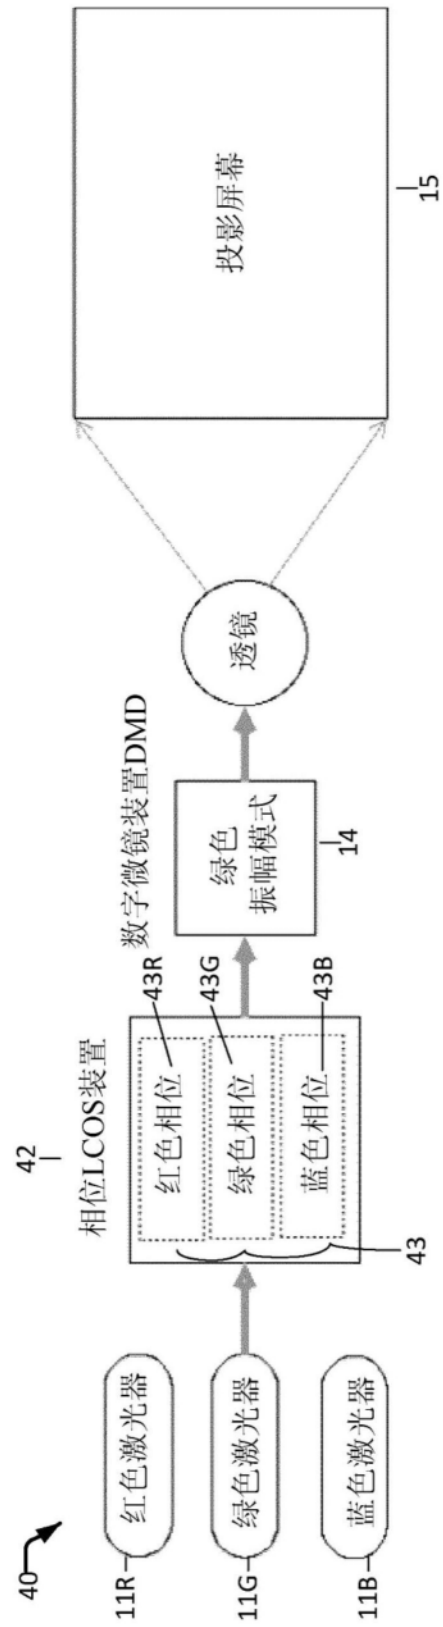 40
42
相位LCOS装置
数字微镜装置DMD
11R
红色激光器
11G
绿色激光器
11B
蓝色激光器
红色相位
43R
绿色相位
43G
蓝色相位
43B
43
绿色
振幅模式
14
透镜
投影屏幕
15